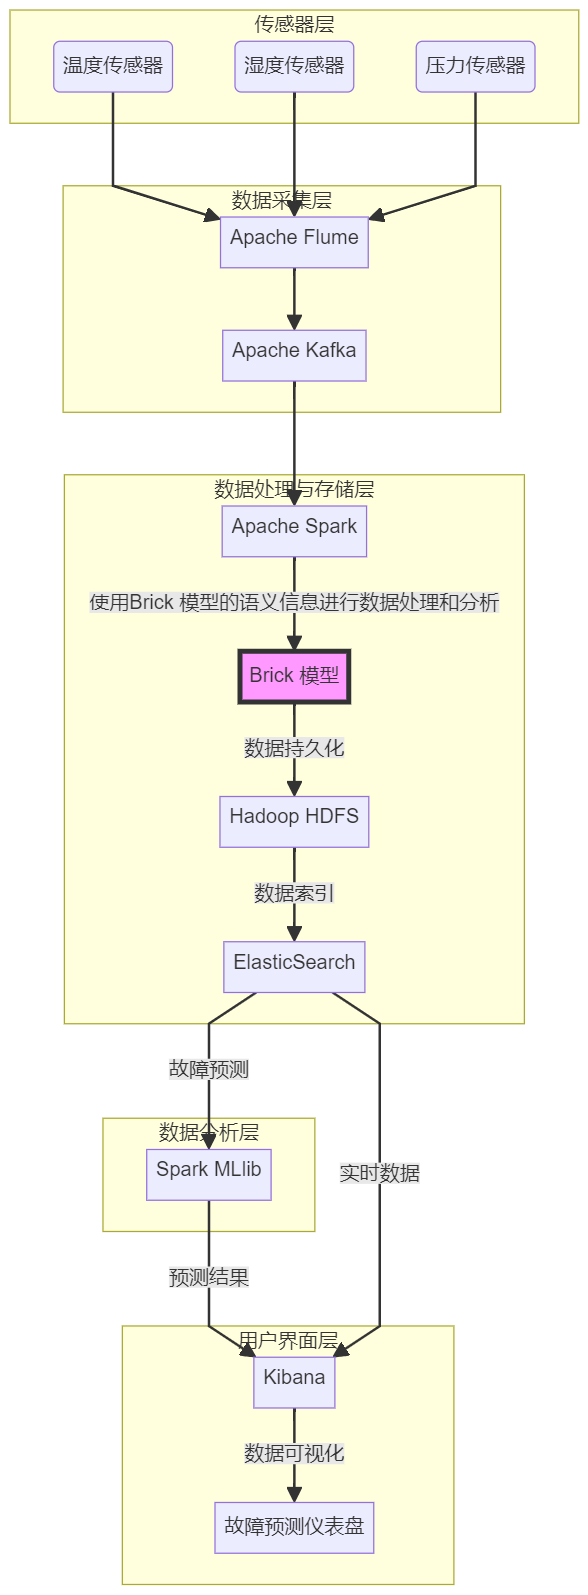 传感器层
温度传感器
湿度传感器
压力传感器
数据采集层
Apache Flume
Apache Kafka
数据处理与存储层
Apache Spark
使用Brick 模型的语义信息进行数据处理和分析
Brick 模型
数据持久化
Hadoop HDFS
数据索引
ElasticSearch
故障预测
数据分析层
Spark MLlib
实时数据
预测结果
用户界面层
Kibana
数据可视化
故障预测仪表盘